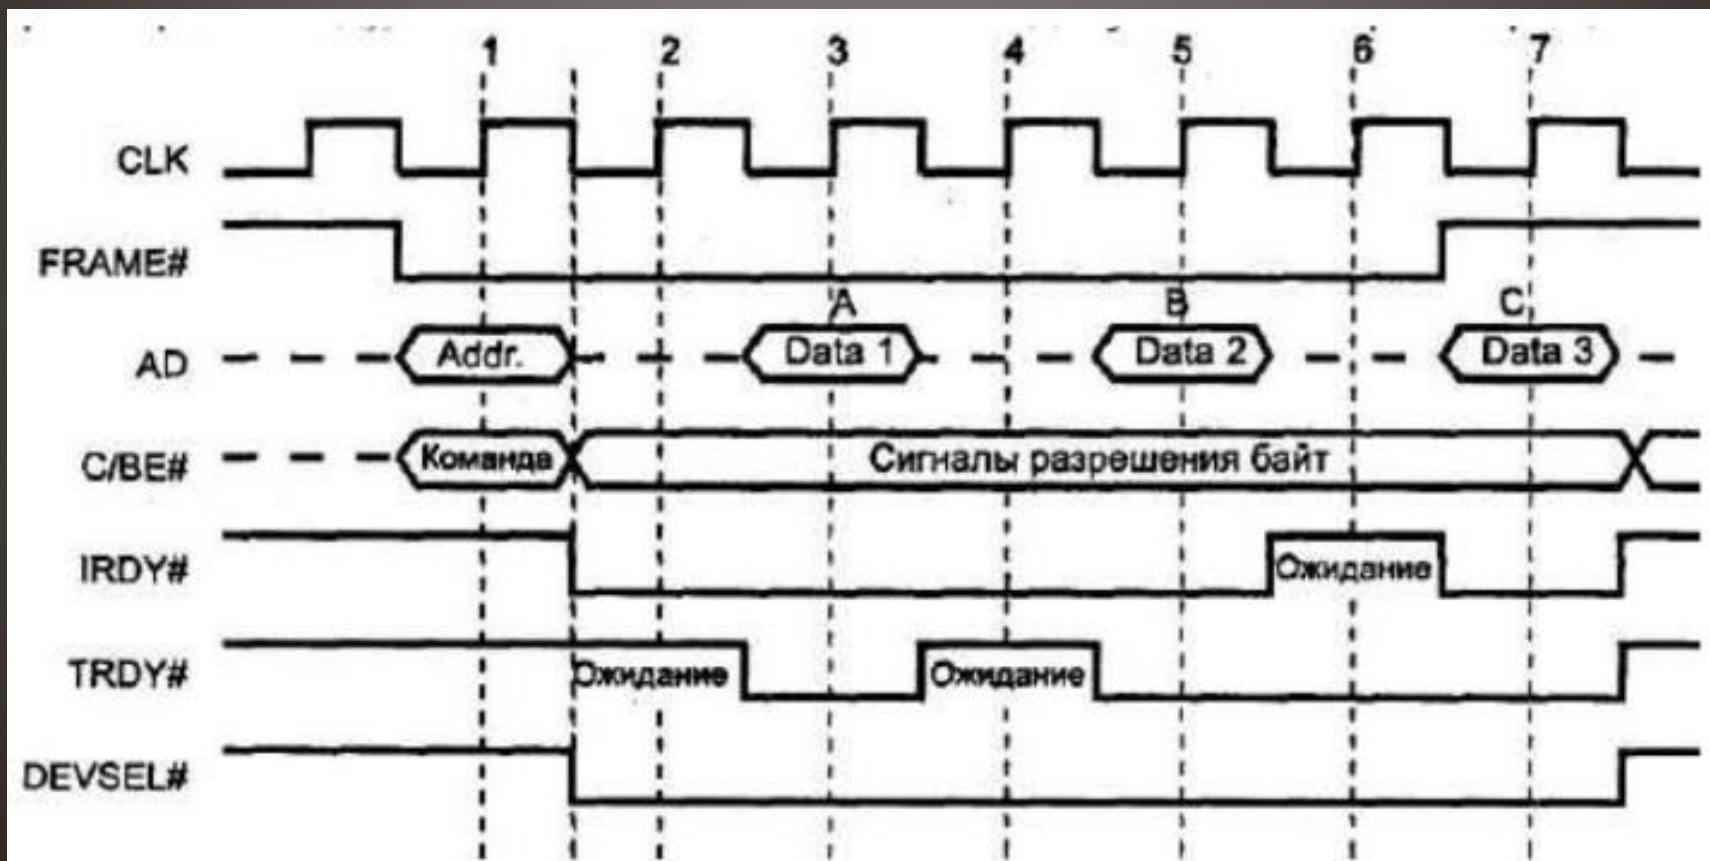 1 2 3 4 5 6 7
CLK
FRAME#
A B C
AD Addr. Data 1 Data 2 Data 3
C/BE# Команда Сигналы разрешения байт
IRDY# Ожидание
TRDY# Ожидание Ожидание
DEVSEL#